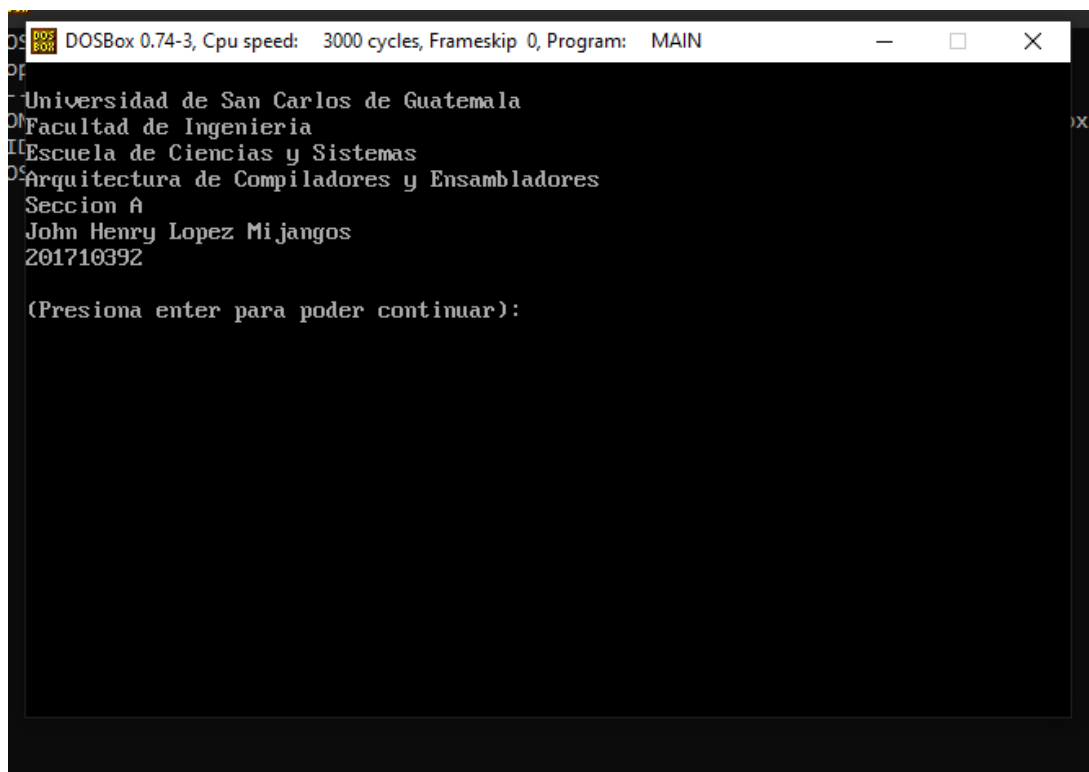 DOSBox 0.74-3, Cpu speed: 3000 cycles, Frameskip 0, Program: MAIN
Universidad de San Carlos de Guatemala
Facultad de Ingenieria
Escuela de Ciencias y Sistemas
Arquitectura de Compiladores y Ensambladores
Seccion A
John Henry Lopez Mijangos
201710392
(Presiona enter para poder continuar):